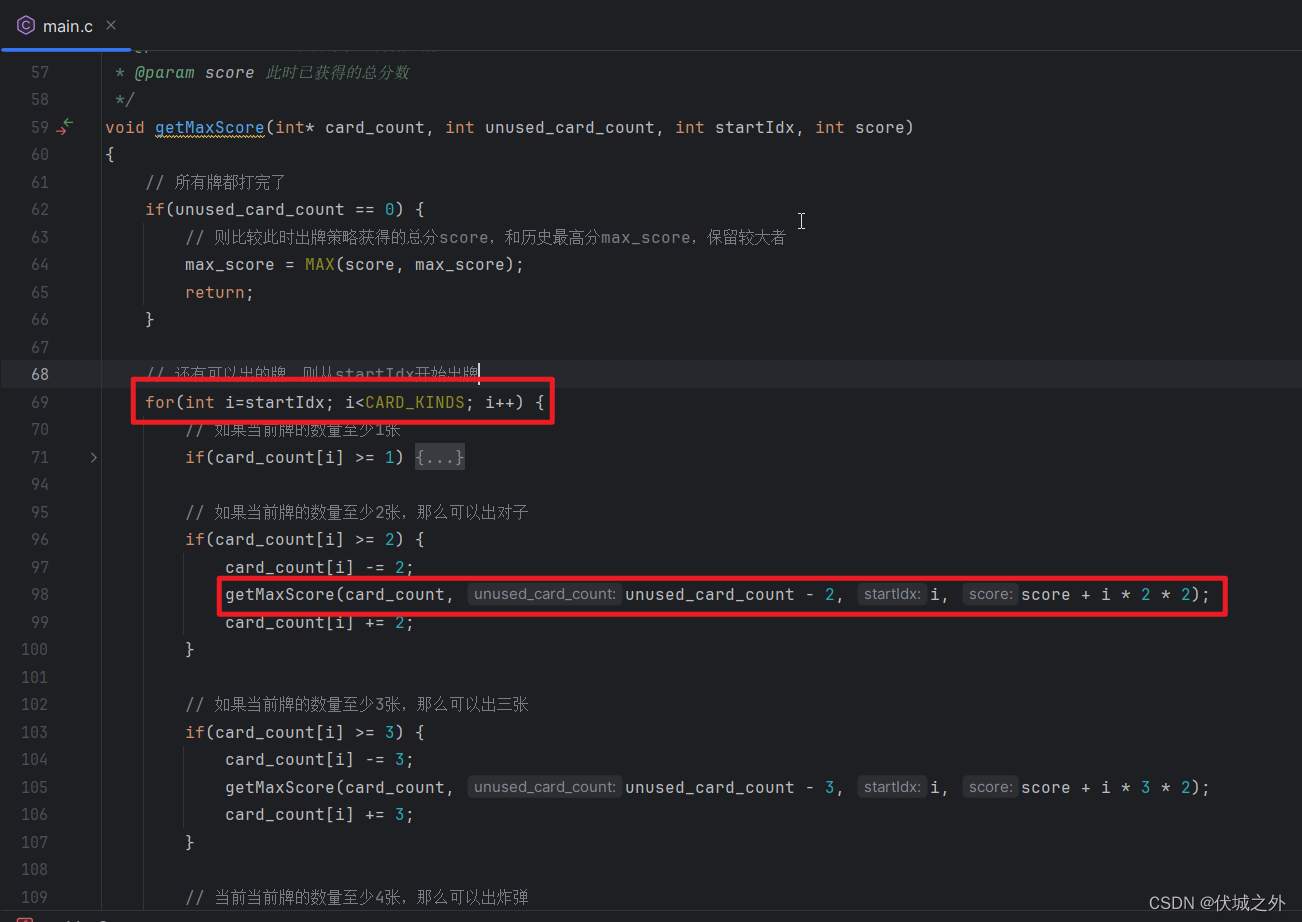 main.c
57 * @param score 此时已获得的总分数
58 */
59 void getMaxScore(int* card_count, int unused_card_count, int startIdx, int score)
60 {
61 // 所有牌都打完了
62 if(unused_card_count == 0) {
63 // 则比较此时出牌策略获得的总分score，和历史最高分max_score，保留较大者
64 max_score = MAX(score, max_score);
65 return;
66 }
67
68 // 还有可以出的牌，则从startIdx开始出牌
69 for(int i=startIdx; i<CARD_KINDS; i++) {
70 // 如果当前牌的数量至少1张
71 if(card_count[i] >= 1) {...}
94
95 // 如果当前牌的数量至少2张，那么可以出对子
96 if(card_count[i] >= 2) {
97 card_count[i] -= 2;
98 getMaxScore(card_count, unused_card_count: unused_card_count - 2, startIdx: i, score: score + i * 2 * 2);
99 card_count[i] += 2;
100 }
101
102 // 如果当前牌的数量至少3张，那么可以出三张
103 if(card_count[i] >= 3) {
104 card_count[i] -= 3;
105 getMaxScore(card_count, unused_card_count: unused_card_count - 3, startIdx: i, score: score + i * 3 * 2);
106 card_count[i] += 3;
107 }
108
109 // 当前当前牌的数量至少4张，那么可以出炸弹
CSDN @伏城之外